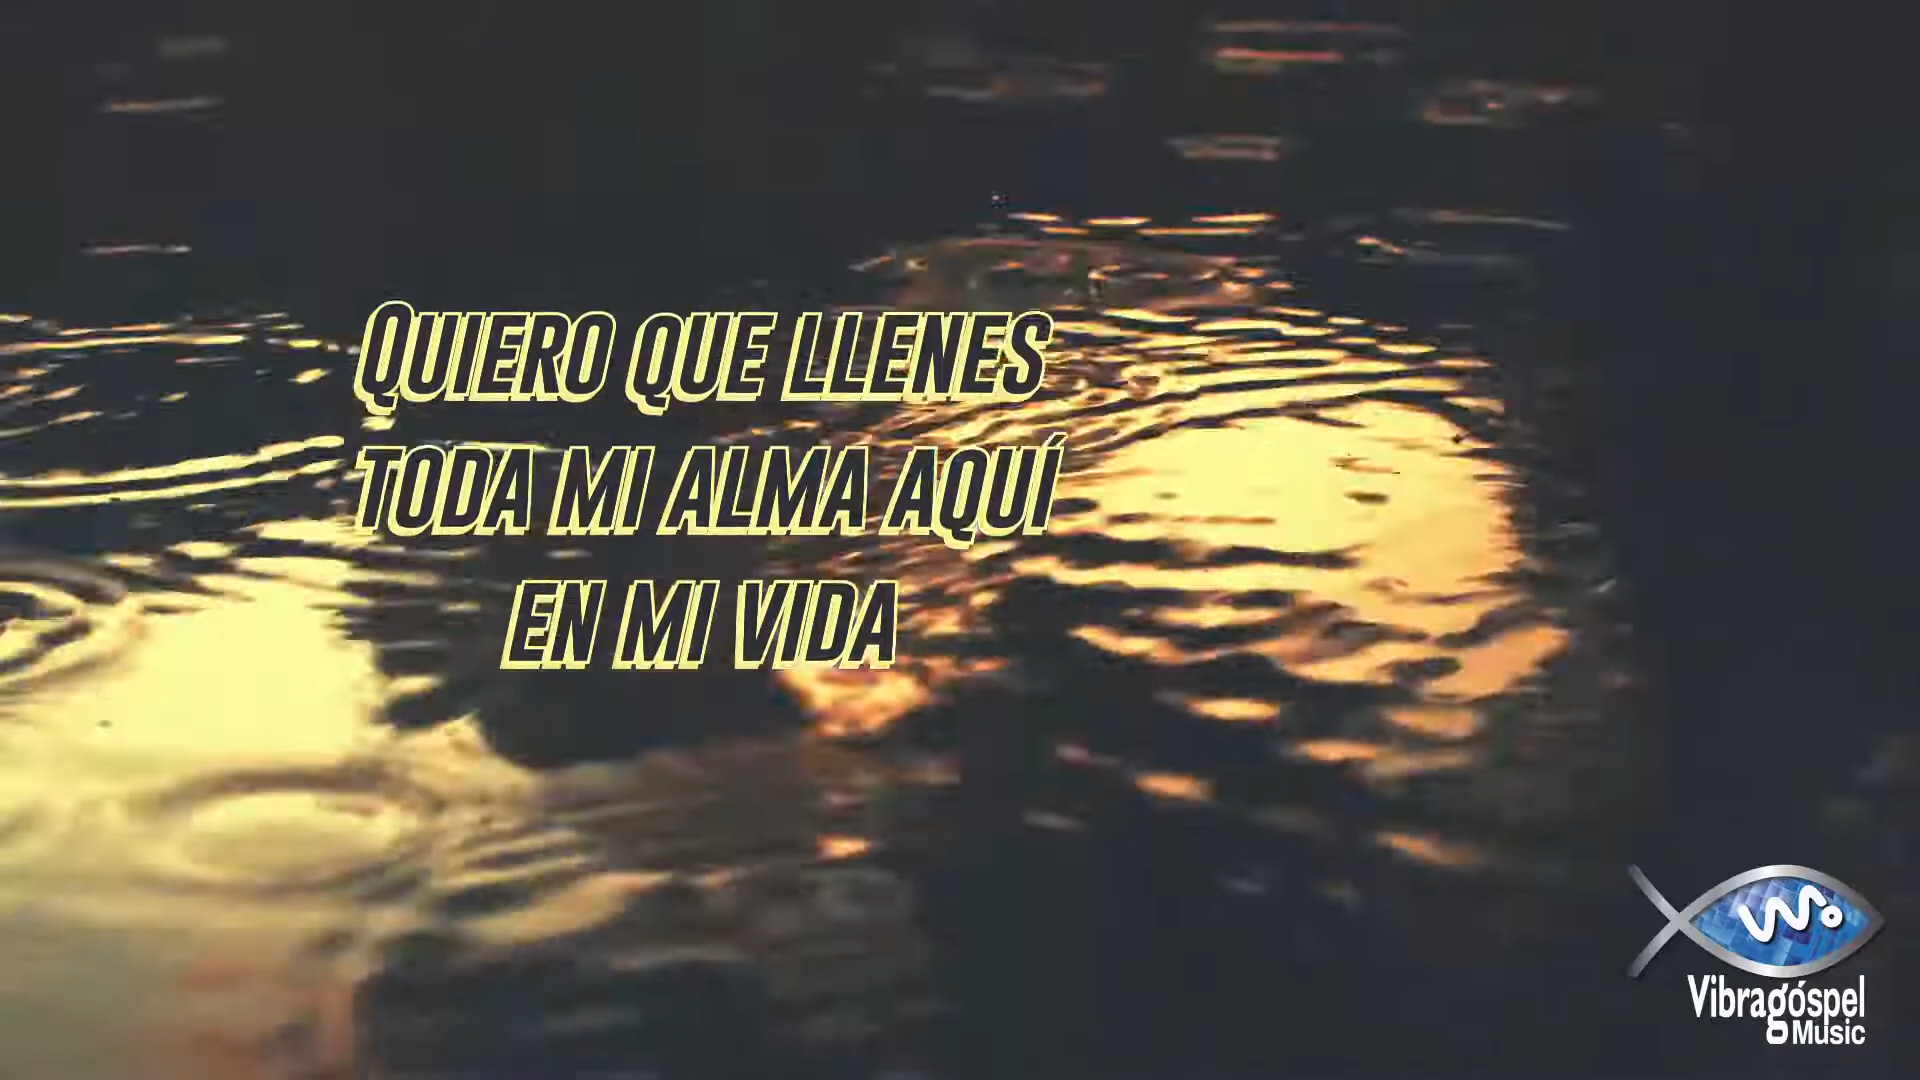 QUIERO QUE LLENES
TODA MI ALMA AQUÍ
EN MI VIDA
Vibragóspel
Music